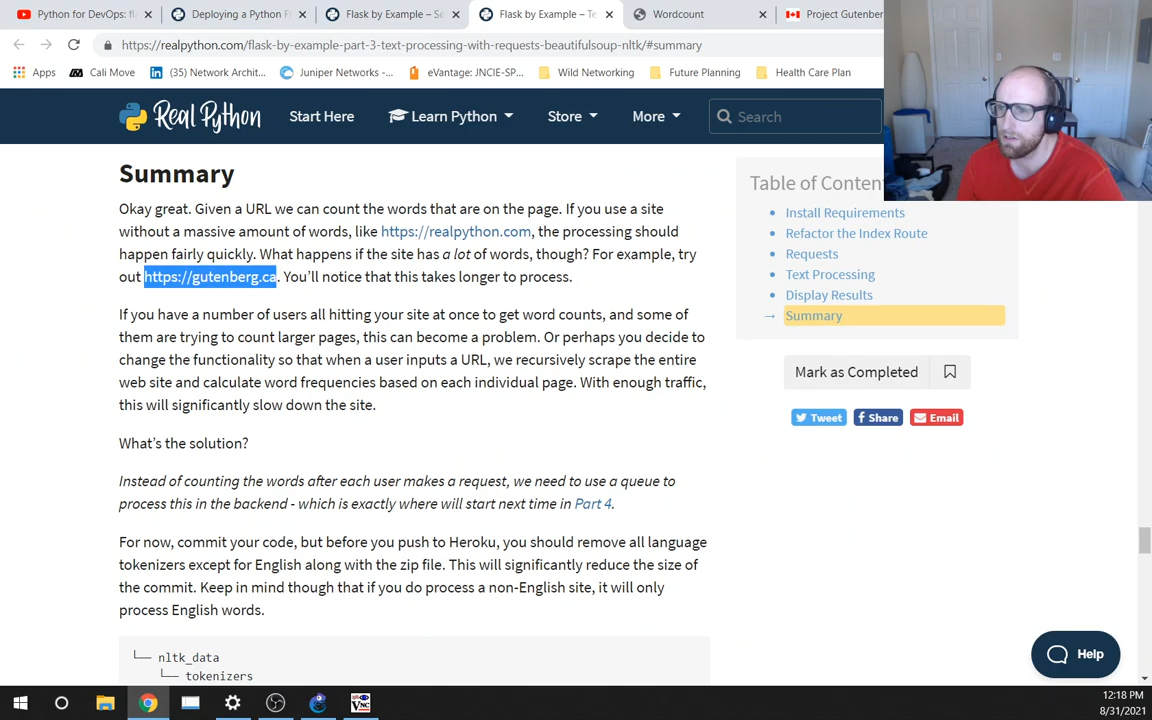 Python for DevOps: fl
Deploying a Python Fl
Flask by Example – Se
Flask by Example – Te
Wordcount
Project Gutenber
https://realpython.com/flask-by-example-part-3-text-processing-with-requests-beautifulsoup-nltk/#summary
Apps
Cali Move
(35) Network Archit...
Juniper Networks -...
eVantage: JNCIE-SP...
Wild Networking
Future Planning
Health Care Plan
Real Python
Start Here
Learn Python
Store
More
Search
Summary
Okay great. Given a URL we can count the words that are on the page. If you use a site
without a massive amount of words, like https://realpython.com, the processing should
happen fairly quickly. What happens if the site has a lot of words, though? For example, try
out https://gutenberg.ca. You’ll notice that this takes longer to process.
If you have a number of users all hitting your site at once to get word counts, and some of
them are trying to count larger pages, this can become a problem. Or perhaps you decide to
change the functionality so that when a user inputs a URL, we recursively scrape the entire
web site and calculate word frequencies based on each individual page. With enough traffic,
this will significantly slow down the site.
What’s the solution?
Instead of counting the words after each user makes a request, we need to use a queue to
process this in the backend - which is exactly where will start next time in Part 4.
For now, commit your code, but before you push to Heroku, you should remove all language
tokenizers except for English along with the zip file. This will significantly reduce the size of
the commit. Keep in mind though that if you do process a non-English site, it will only
process English words.
└── nltk_data
└── tokenizers
Table of Conten
Install Requirements
Refactor the Index Route
Requests
Text Processing
Display Results
→ Summary
Mark as Completed
Tweet
Share
Email
Help
VNC
12:18 PM
8/31/2021